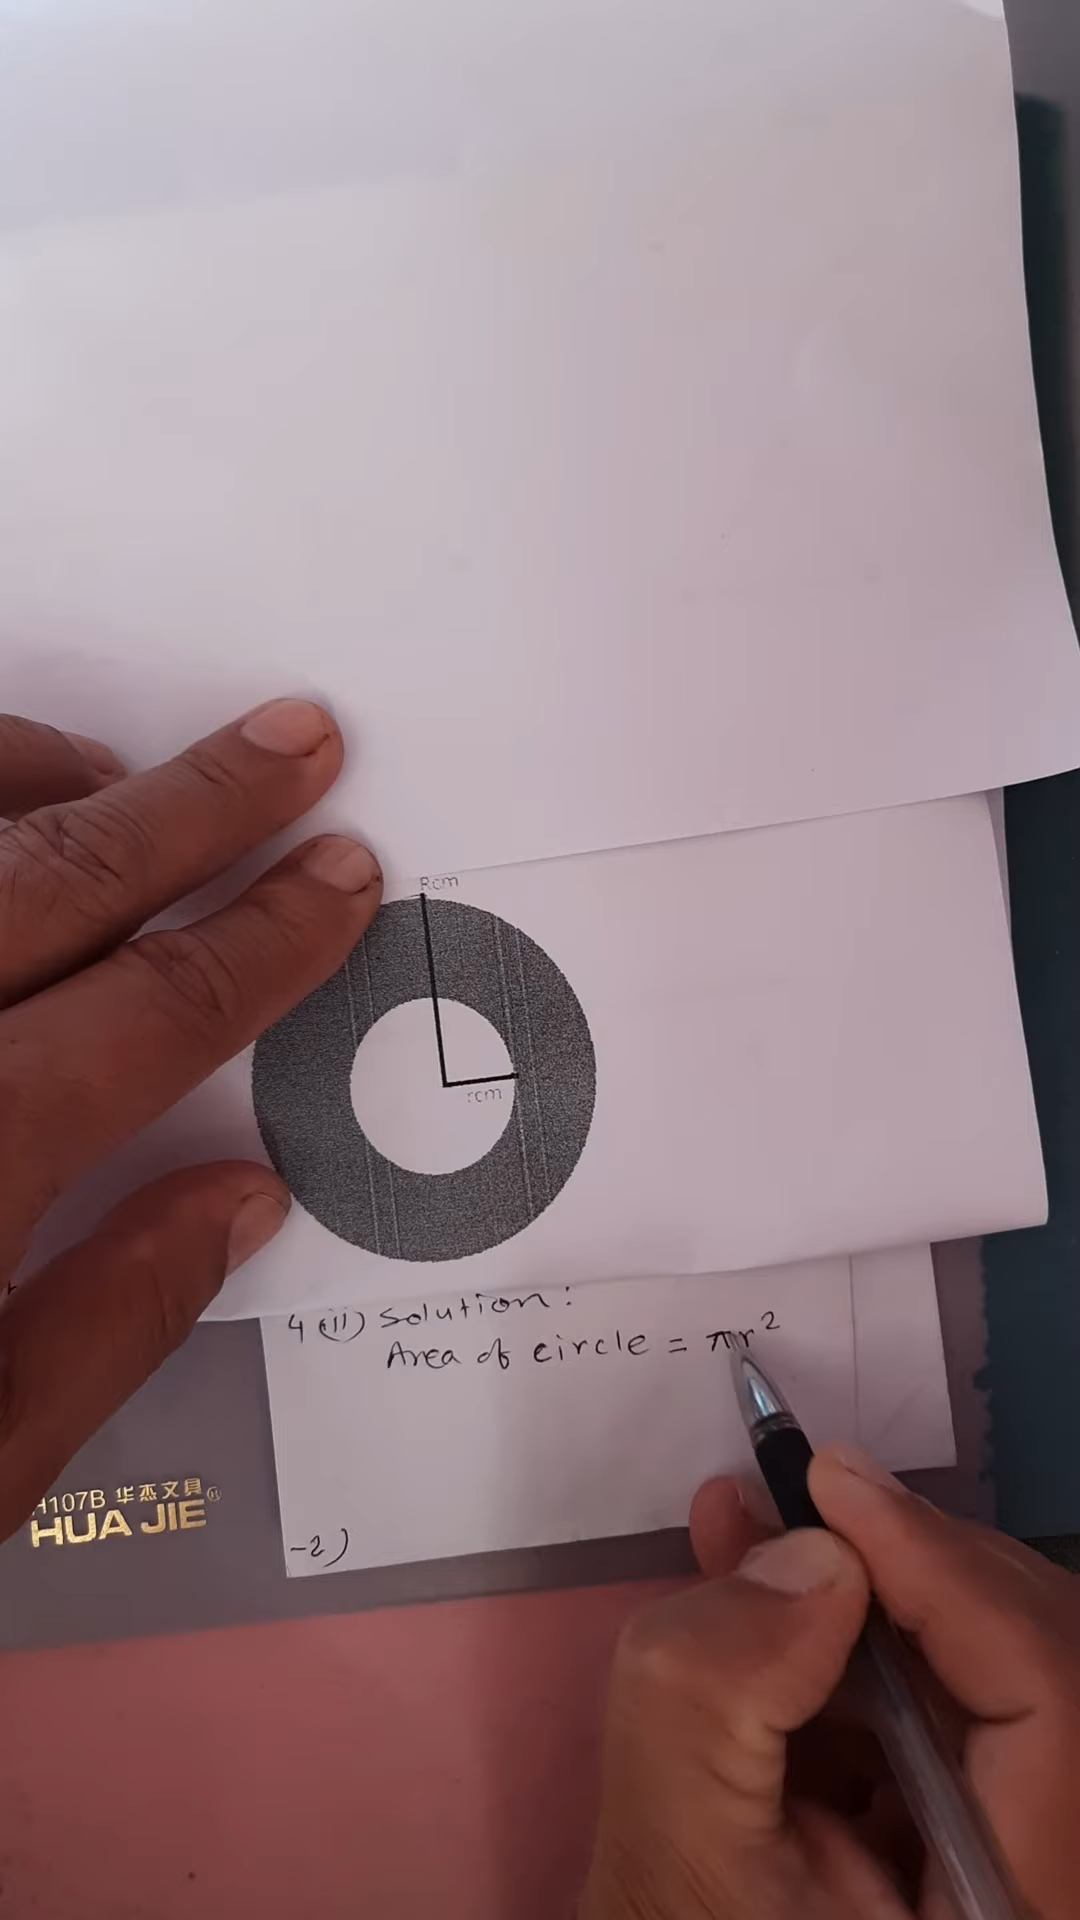 Rcm
rcm
4 (ii) Solution:
Area of circle = πr²
-2)
H107B 华杰文具®
HUA JIE